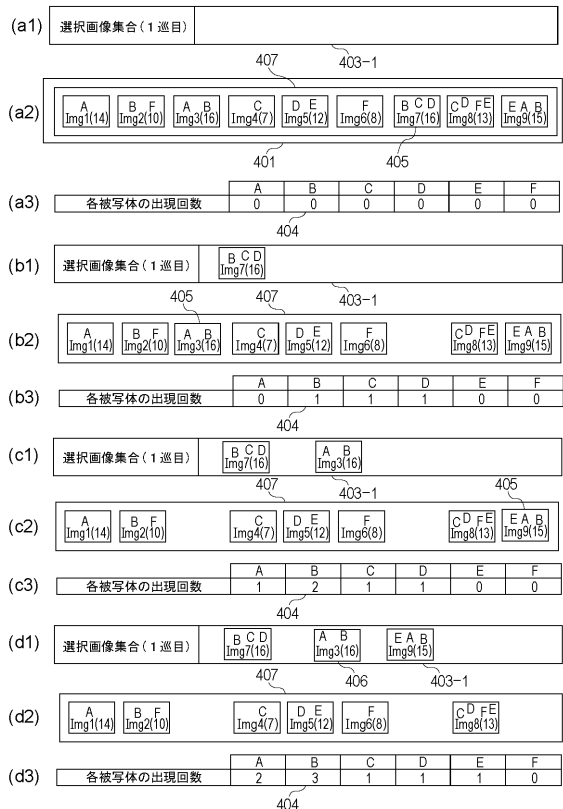 (a1) 選択画像集合(1巡目)
403-1
407
(a2) A Img1(14) B F Img2(10) A B Img3(16) C Img4(7) D E Img5(12) F Img6(8) B C D Img7(16) C D F E Img8(13) E A B Img9(15)
401 405
A B C D E F
(a3) 各被写体の出現回数 0 0 0 0 0 0
404
(b1) 選択画像集合(1巡目) B C D Img7(16)
403-1
405 407
(b2) A Img1(14) B F Img2(10) A B Img3(16) C Img4(7) D E Img5(12) F Img6(8) C D F E Img8(13) E A B Img9(15)
A B C D E F
(b3) 各被写体の出現回数 0 1 1 1 0 0
404
(c1) 選択画像集合(1巡目) B C D Img7(16) A B Img3(16)
407 403-1 405
(c2) A Img1(14) B F Img2(10) C Img4(7) D E Img5(12) F Img6(8) C D F E Img8(13) E A B Img9(15)
A B C D E F
(c3) 各被写体の出現回数 1 2 1 1 0 0
404
(d1) 選択画像集合(1巡目) B C D Img7(16) A B Img3(16) E A B Img9(15)
407 406 403-1
(d2) A Img1(14) B F Img2(10) C Img4(7) D E Img5(12) F Img6(8) C D F E Img8(13)
A B C D E F
(d3) 各被写体の出現回数 2 3 1 1 1 0
404